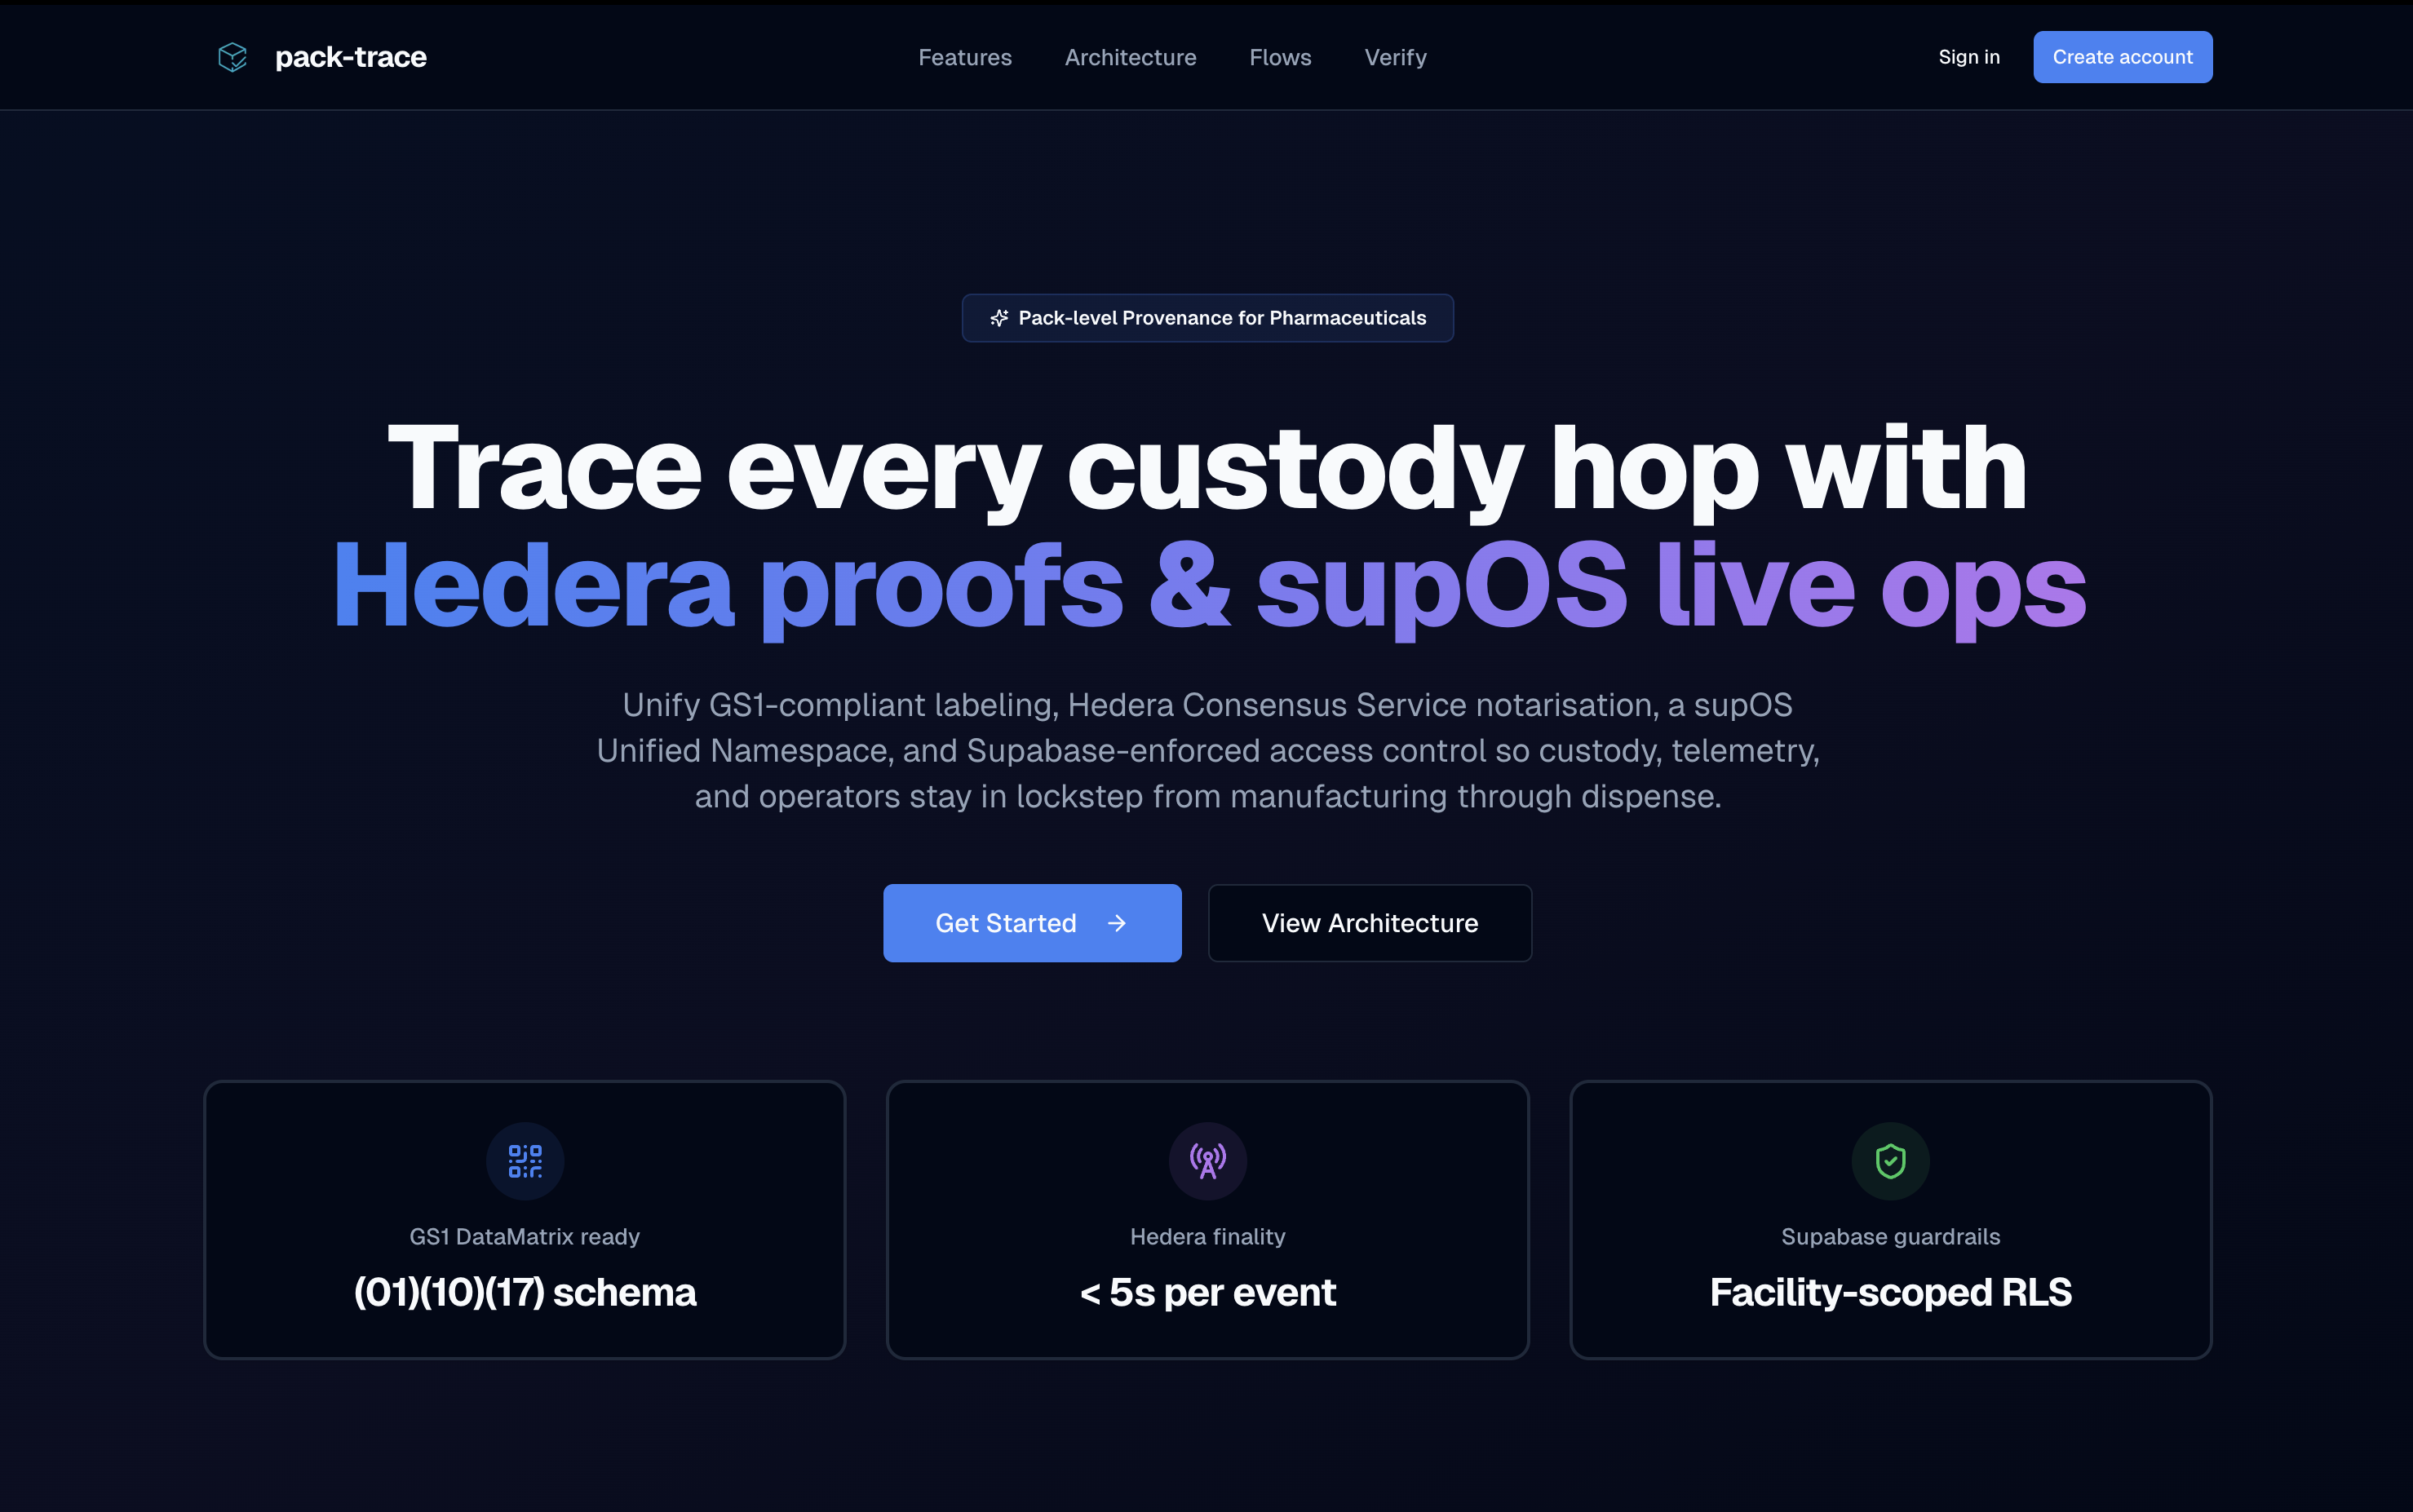 pack-trace
Features
Architecture
Flows
Verify
Sign in
Create account
Pack-level Provenance for Pharmaceuticals
Trace every custody hop with
Hedera proofs & supOS live ops
Unify GS1-compliant labeling, Hedera Consensus Service notarisation, a supOS
Unified Namespace, and Supabase-enforced access control so custody, telemetry,
and operators stay in lockstep from manufacturing through dispense.
Get Started
View Architecture
GS1 DataMatrix ready
(01)(10)(17) schema
Hedera finality
< 5s per event
Supabase guardrails
Facility-scoped RLS